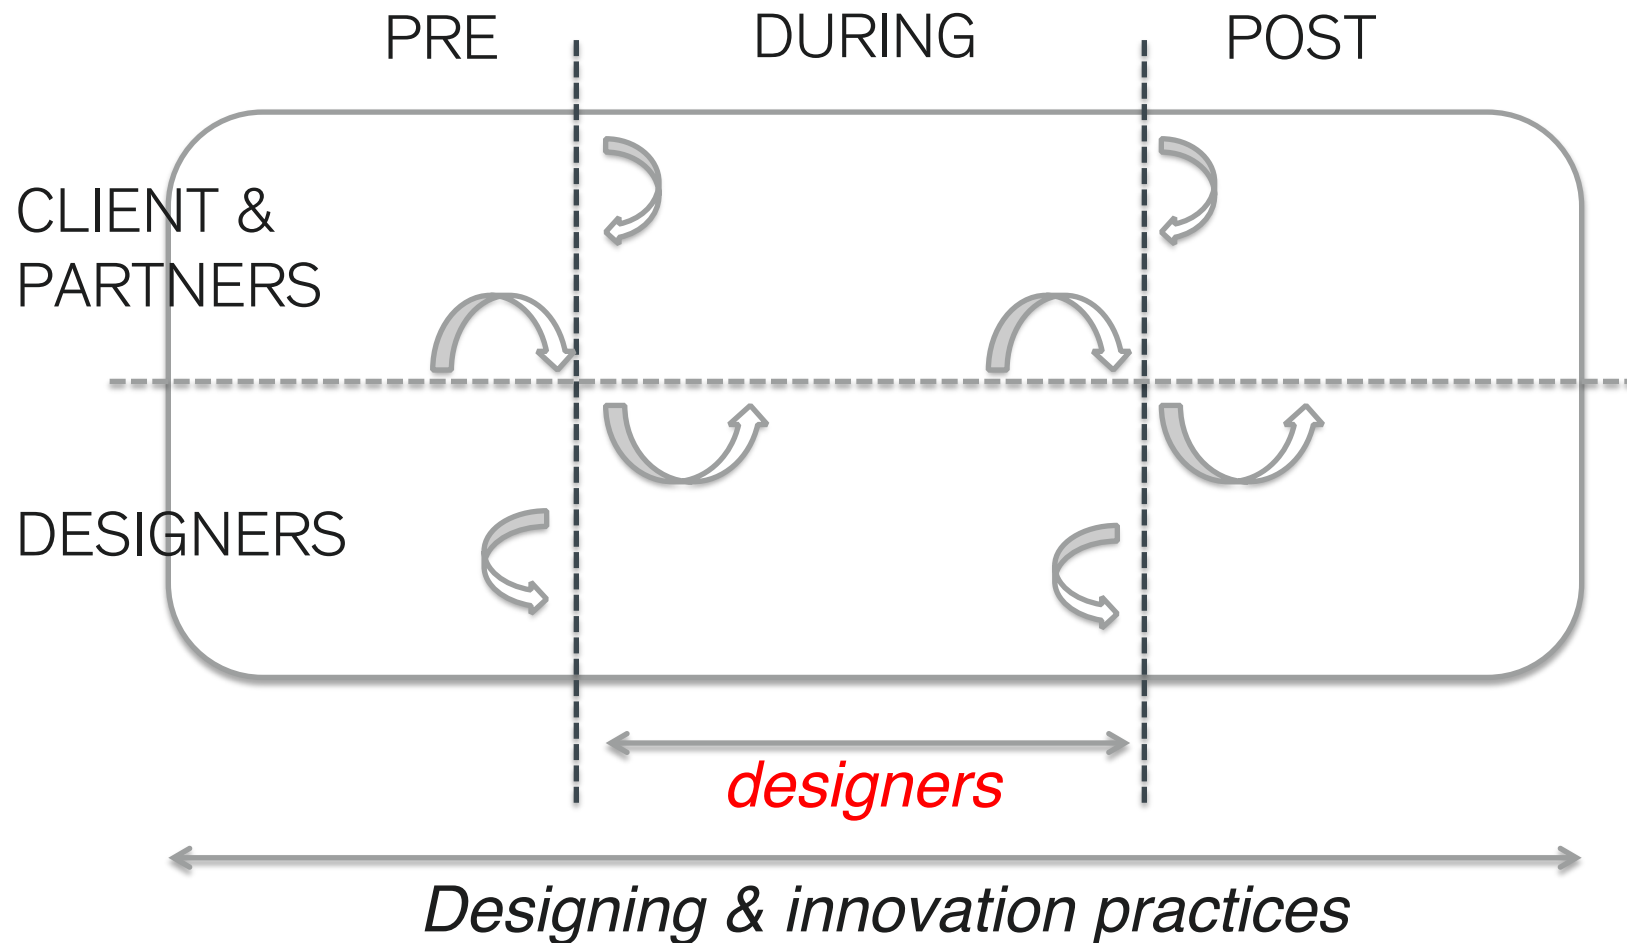 PRE DURING POST
CLIENT &
PARTNERS
DESIGNERS
designers
Designing & innovation practices